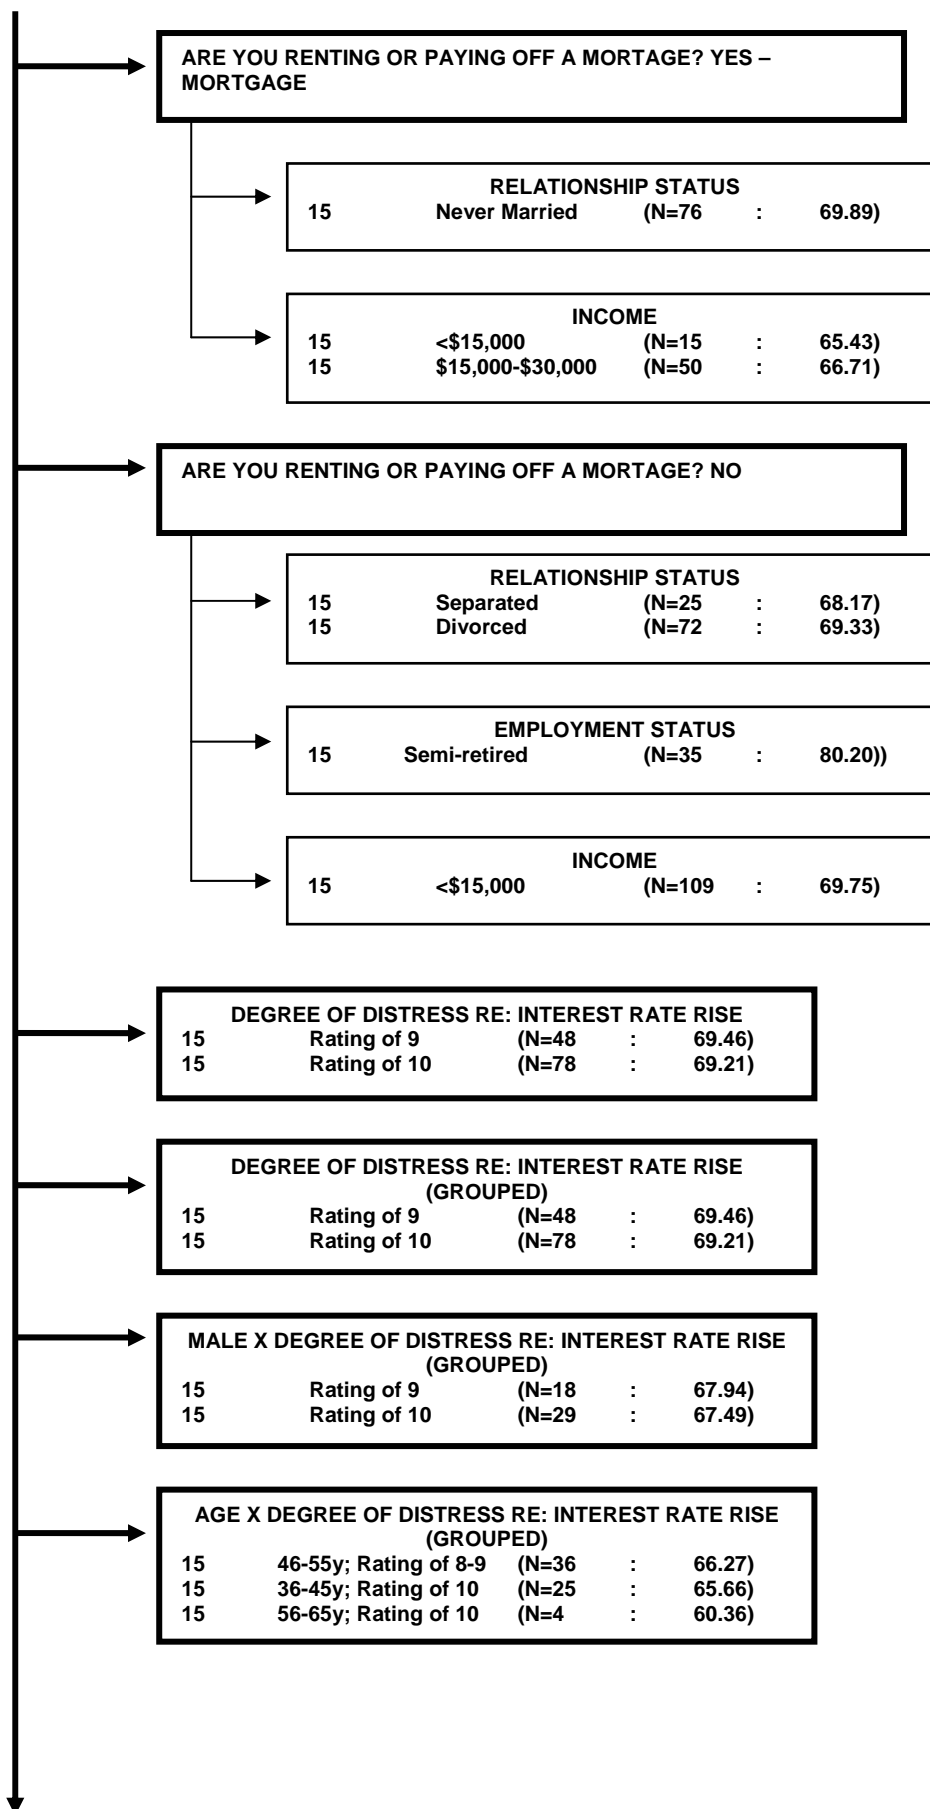 ARE YOU RENTING OR PAYING OFF A MORTAGE? YES –
MORTGAGE
RELATIONSHIP STATUS
15 Never Married (N=76 : 69.89)
INCOME
15 <$15,000 (N=15 : 65.43)
15 $15,000-$30,000 (N=50 : 66.71)
ARE YOU RENTING OR PAYING OFF A MORTAGE? NO
RELATIONSHIP STATUS
15 Separated (N=25 : 68.17)
15 Divorced (N=72 : 69.33)
EMPLOYMENT STATUS
15 Semi-retired (N=35 : 80.20))
INCOME
15 <$15,000 (N=109 : 69.75)
DEGREE OF DISTRESS RE: INTEREST RATE RISE
15 Rating of 9 (N=48 : 69.46)
15 Rating of 10 (N=78 : 69.21)
DEGREE OF DISTRESS RE: INTEREST RATE RISE
(GROUPED)
15 Rating of 9 (N=48 : 69.46)
15 Rating of 10 (N=78 : 69.21)
MALE X DEGREE OF DISTRESS RE: INTEREST RATE RISE
(GROUPED)
15 Rating of 9 (N=18 : 67.94)
15 Rating of 10 (N=29 : 67.49)
AGE X DEGREE OF DISTRESS RE: INTEREST RATE RISE
(GROUPED)
15 46-55y; Rating of 8-9 (N=36 : 66.27)
15 36-45y; Rating of 10 (N=25 : 65.66)
15 56-65y; Rating of 10 (N=4 : 60.36)